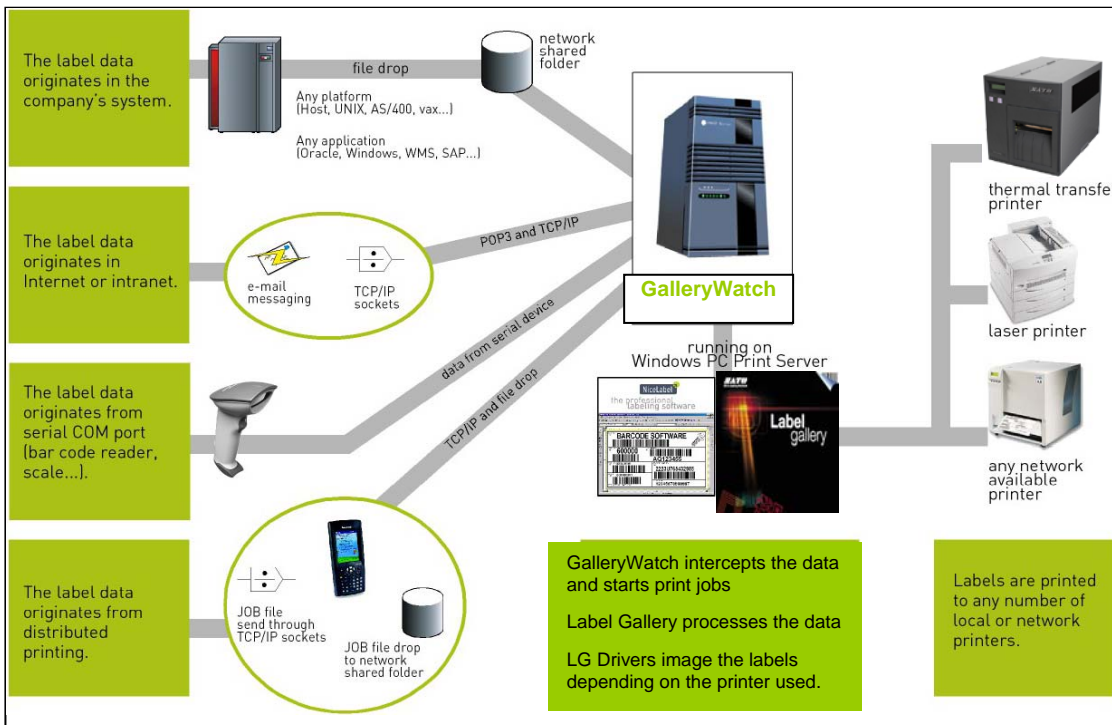 The label data
originates in the
company's system.
file drop
network
shared
folder
Any platform
(Host, UNIX, AS/400, vax...)
Any application
(Oracle, Windows, WMS, SAP...)
The label data
originates in
Internet or intranet.
e-mail
messaging
TCP/IP
sockets
POP3 and TCP/IP
The label data
originates from
serial COM port
(bar code reader,
scale...).
data from serial device
The label data
originates from
distributed
printing.
JOB file
send through
TCP/IP sockets
JOB file drop
to network
shared folder
TCP/IP and file drop
GalleryWatch
running on
Windows PC Print Server
NiceLabel
the professional
labeling software
BARCODE SOFTWARE
600000
SATO
Label
gallery
GalleryWatch intercepts the data
and starts print jobs
Label Gallery processes the data
LG Drivers image the labels
depending on the printer used.
SATO
thermal transfe
printer
laser printer
any network
available
printer
Labels are printed
to any number of
local or network
printers.